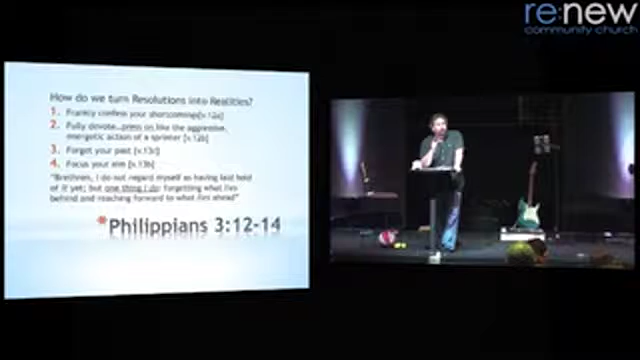 re:new
community church
How do we turn Resolutions into Realities?
1. Frankly confess your shortcomings[v.12a]
2. Fully devote…press on like the aggressive,
energetic action of a sprinter [v.12b]
3. Forget your past [v.13c]
4. Focus your aim [v.13b]
"Brethren, I do not regard myself as having laid hold
of it yet; but one thing I do: forgetting what lies
behind and reaching forward to what lies ahead"
*Philippians 3:12-14